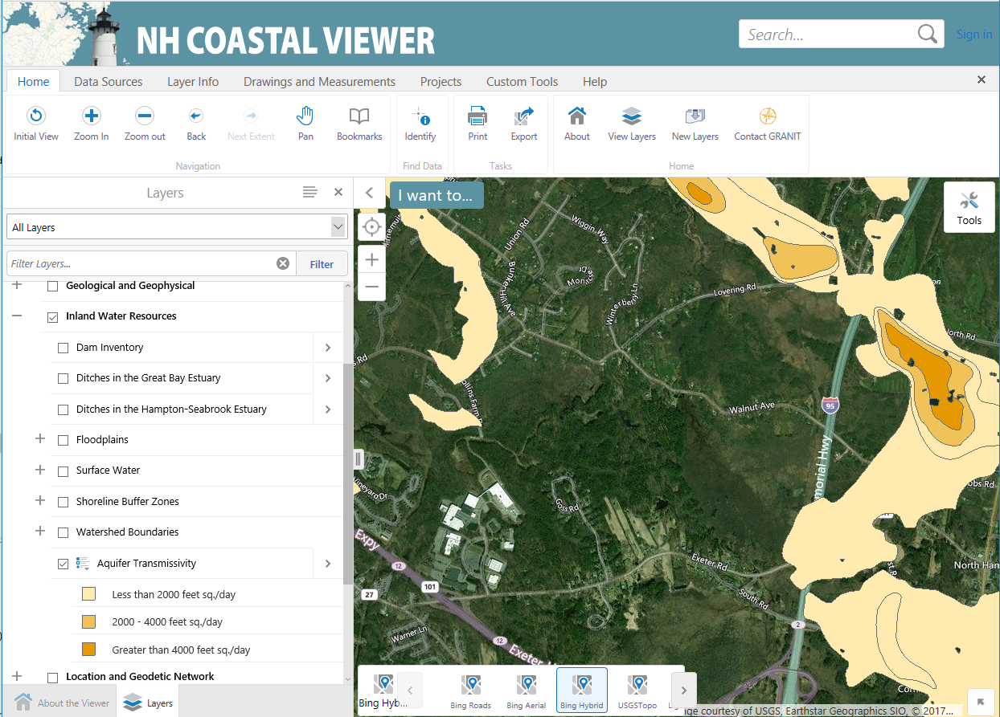 NH COASTAL VIEWER
Search...
Sign in
Home
Data Sources
Layer Info
Drawings and Measurements
Projects
Custom Tools
Help
Initial View
Zoom In
Zoom out
Back
Next Extent
Pan
Bookmarks
Identify
Print
Export
About
View Layers
New Layers
Contact GRANIT
Navigation
Find Data
Tasks
Home
Layers
All Layers
Filter Layers...
Filter
Geological and Geophysical
Inland Water Resources
Dam Inventory
Ditches in the Great Bay Estuary
Ditches in the Hampton-Seabrook Estuary
Floodplains
Surface Water
Shoreline Buffer Zones
Watershed Boundaries
Aquifer Transmissivity
Less than 2000 feet sq./day
2000 - 4000 feet sq./day
Greater than 4000 feet sq./day
Location and Geodetic Network
About the Viewer
Layers
I want to...
Tools
Union Rd
Wiggin Way
Bunker Hill Ave
Winterberry Ln
Lovering Rd
orth Rd
s Rd
ollins Farm
Walnut Ave
95
morial Hwy
bbs Rd
Vineyard Dr
Goss Rd
Expy
12
101
27
Exeter Rd
South Rd
st R
North Ham
2
Warner Ln
12
Exeter
Com
Bing Hyb...
Bing Roads
Bing Aerial
Bing Hybrid
USGSTopo
ge courtesy of USGS, Earthstar Geographics SIO, © 2017...